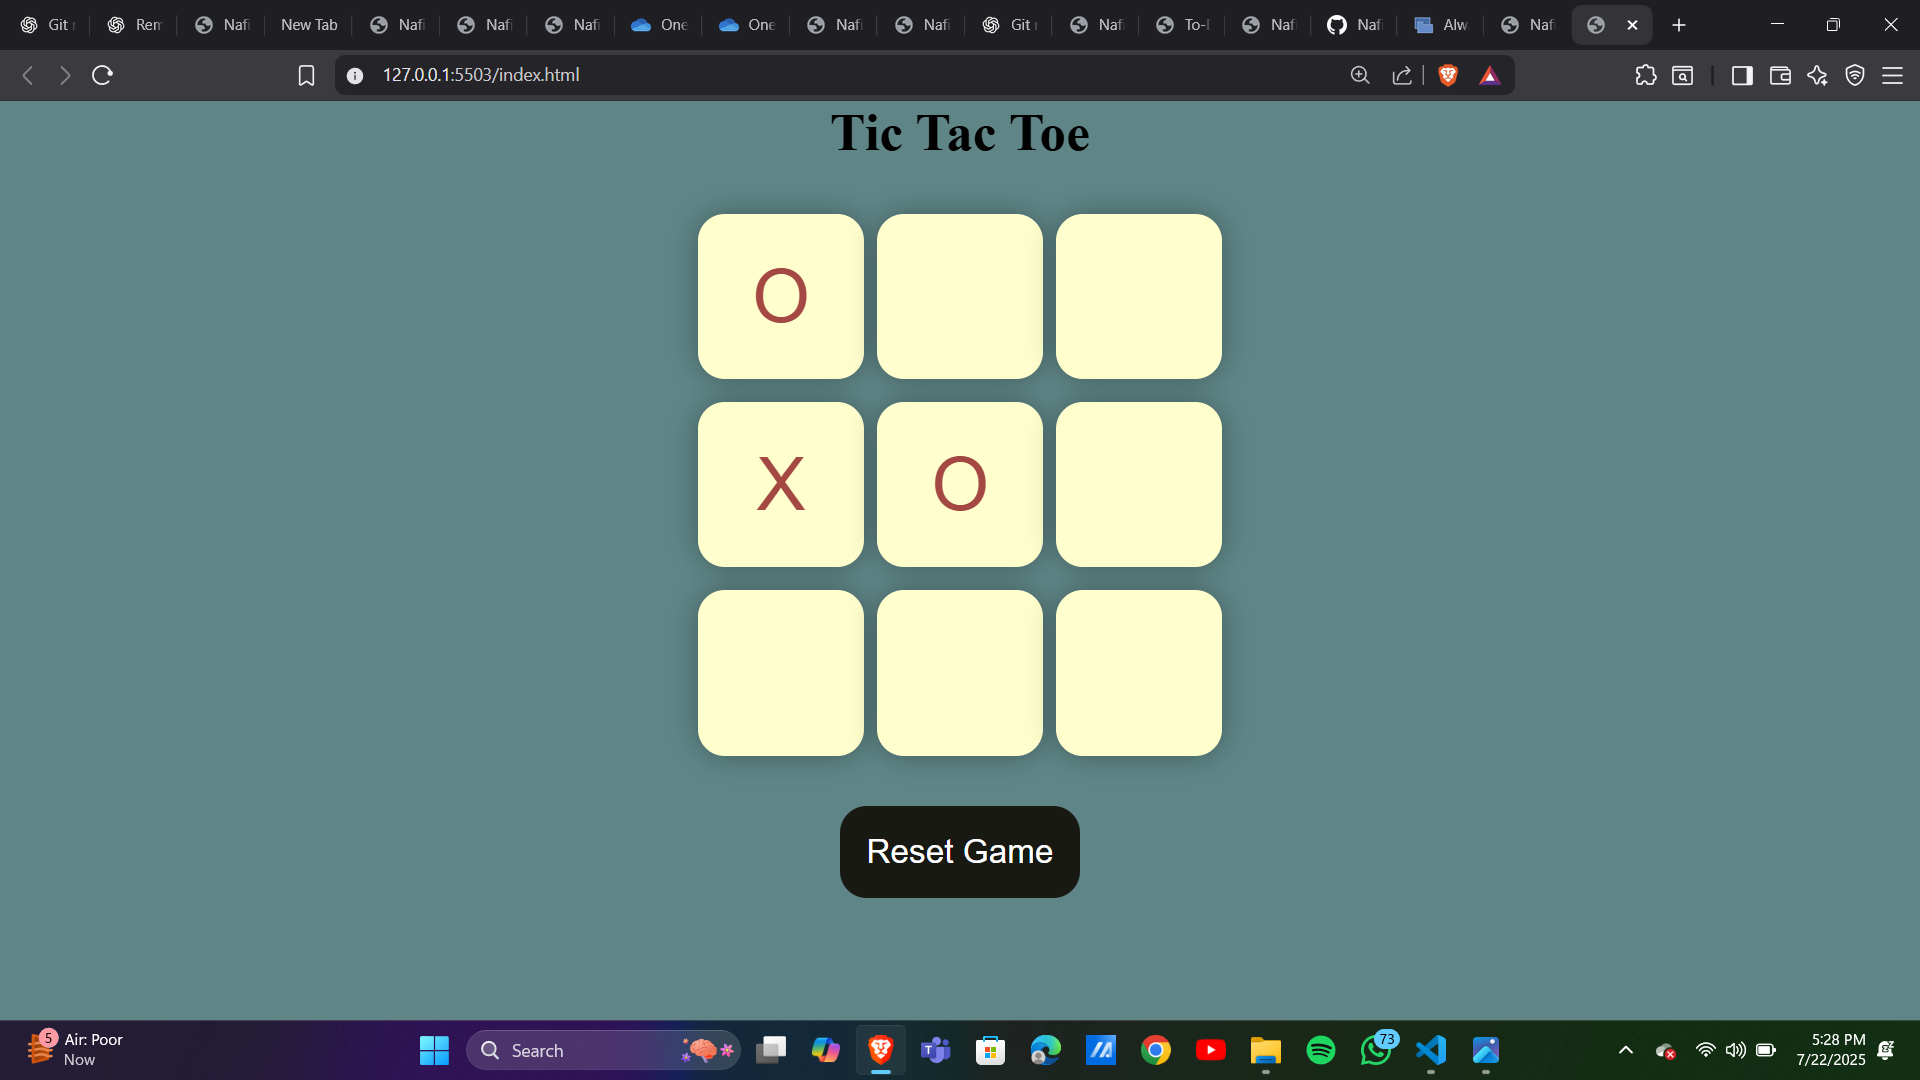 Git
Rem
Nafi
New Tab
Nafi
Nafi
Nafi
One
One
Nafi
Nafi
Git
Nafi
To-
Nafi
Nafi
Alw
Nafi
127.0.0.1:5503/index.html
Tic Tac Toe
O
X O
Reset Game
5
Air: Poor
Now
Search
T
73
5:28 PM
7/22/2025